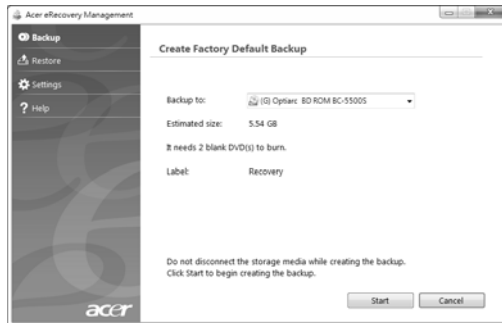 Acer eRecovery Management
Backup
Restore
Settings
Help
Create Factory Default Backup
Backup to: (G) Optiarc BD ROM BC-5500S
Estimated size: 5.54 GB
It needs 2 blank DVD(s) to burn.
Label: Recovery
Do not disconnect the storage media while creating the backup.
Click Start to begin creating the backup.
Start Cancel
acer